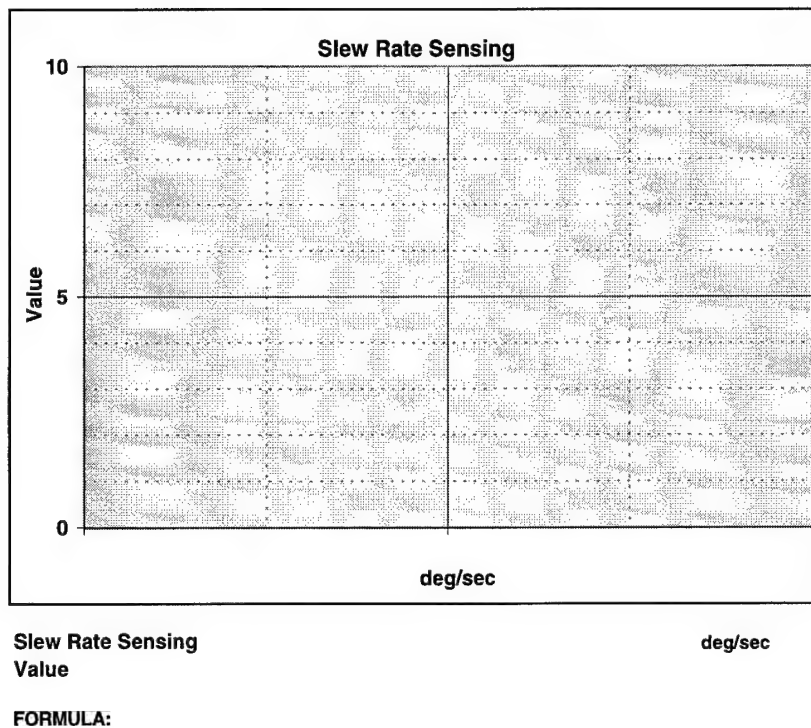 Slew Rate Sensing
10
Value
5
0
deg/sec
Slew Rate Sensing deg/sec
Value
FORMULA: